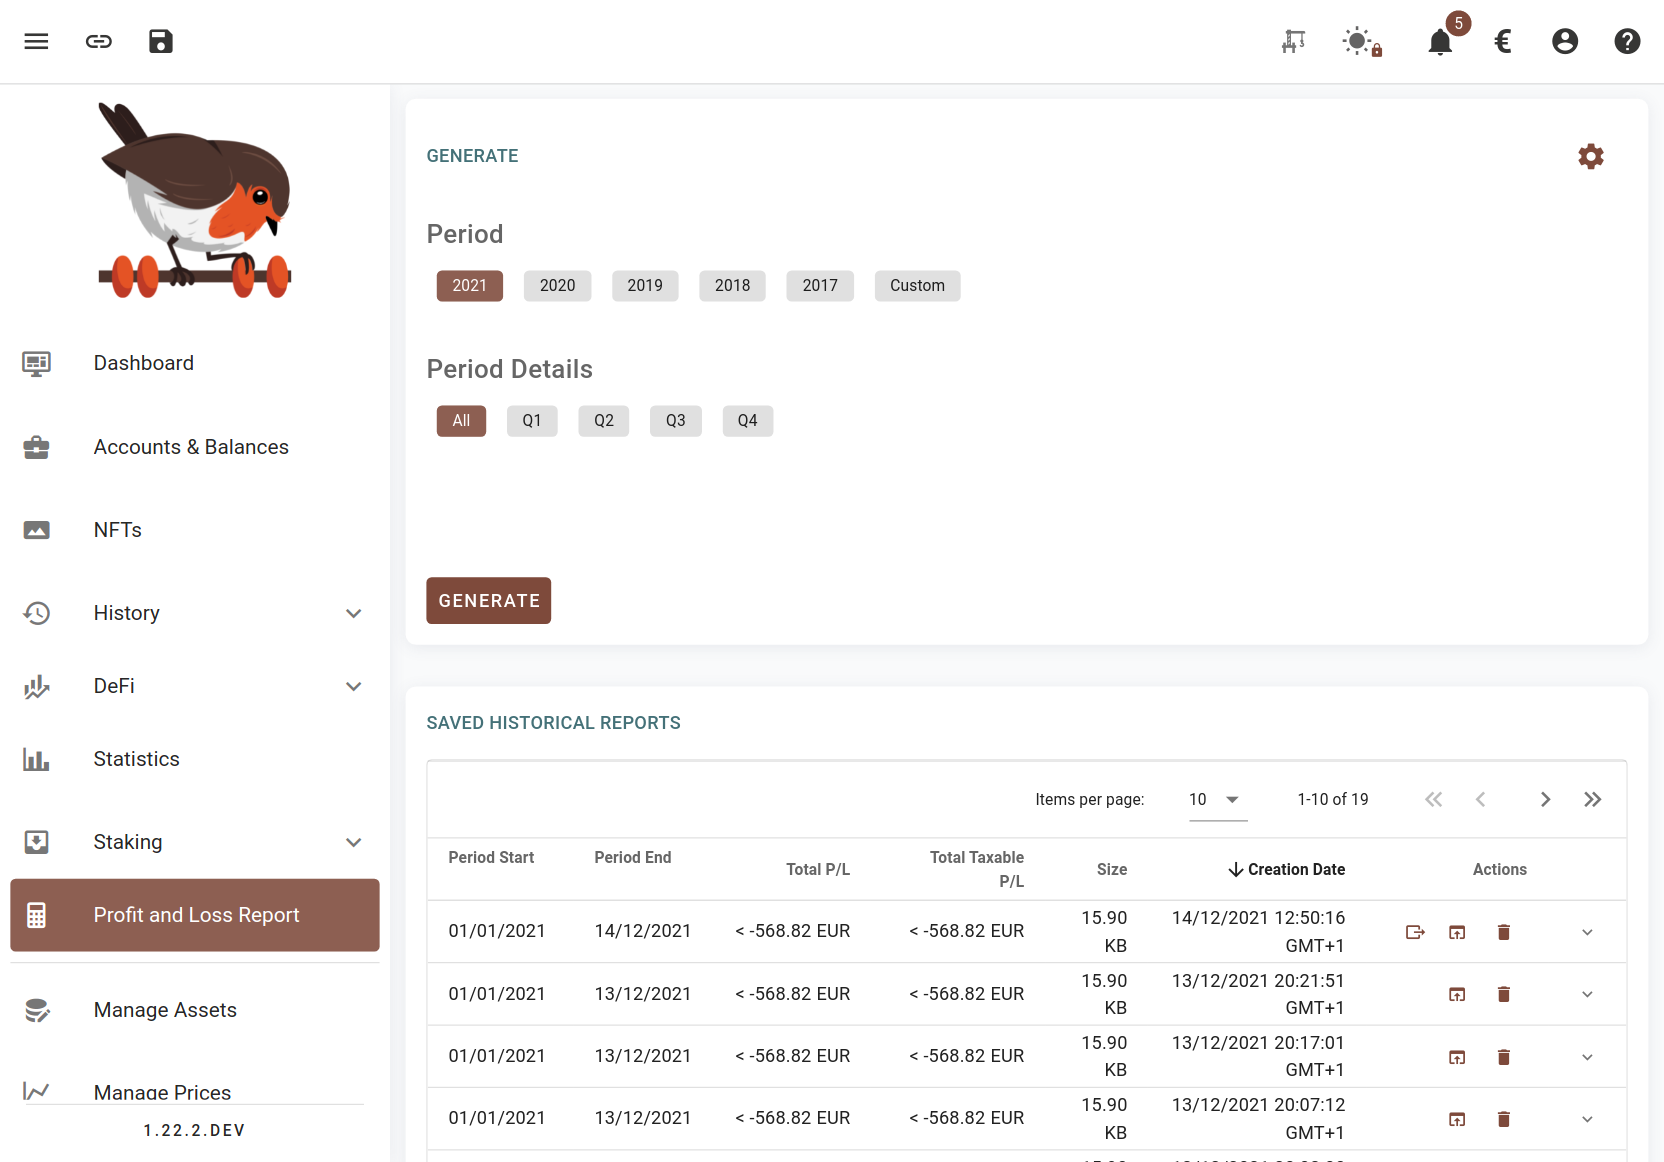 5
GENERATE
Period
2021 2020 2019 2018 2017 Custom
Period Details
All Q1 Q2 Q3 Q4
GENERATE
Dashboard
Accounts & Balances
NFTs
History
DeFi
Statistics
Staking
Profit and Loss Report
Manage Assets
Manage Prices
1.22.2.DEV
SAVED HISTORICAL REPORTS
Items per page: 10 1-10 of 19
Period Start Period End Total P/L Total Taxable P/L Size Creation Date Actions
01/01/2021 14/12/2021 < -568.82 EUR < -568.82 EUR 15.90 KB 14/12/2021 12:50:16 GMT+1
01/01/2021 13/12/2021 < -568.82 EUR < -568.82 EUR 15.90 KB 13/12/2021 20:21:51 GMT+1
01/01/2021 13/12/2021 < -568.82 EUR < -568.82 EUR 15.90 KB 13/12/2021 20:17:01 GMT+1
01/01/2021 13/12/2021 < -568.82 EUR < -568.82 EUR 15.90 KB 13/12/2021 20:07:12 GMT+1